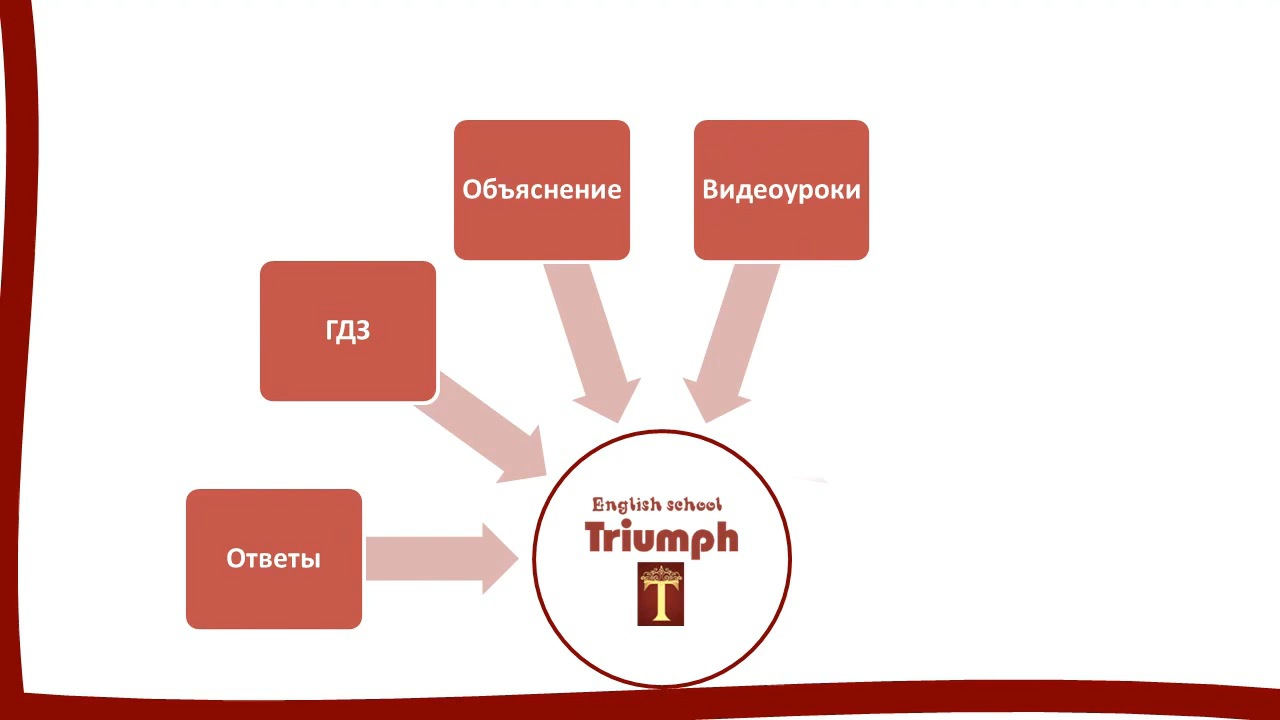 Объяснение
Видеоуроки
ГДЗ
Ответы
English school
Triumph
T